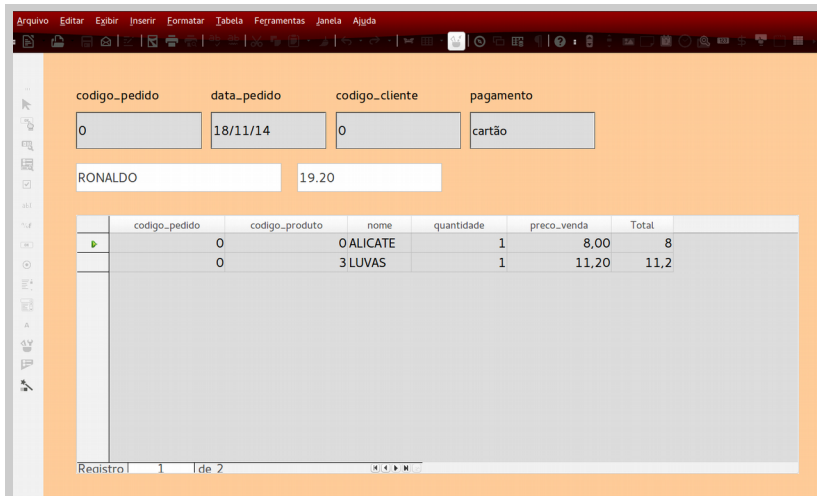 Arquivo Editar Exibir Inserir Formatar Tabela Ferramentas Janela Ajuda
codigo_pedido data_pedido codigo_cliente pagamento
0 18/11/14 0 cartão
RONALDO 19.20
codigo_pedido codigo_produto nome quantidade preco_venda Total
0 0 ALICATE 1 8,00 8
0 3 LUVAS 1 11,20 11,2
Registro 1 de 2